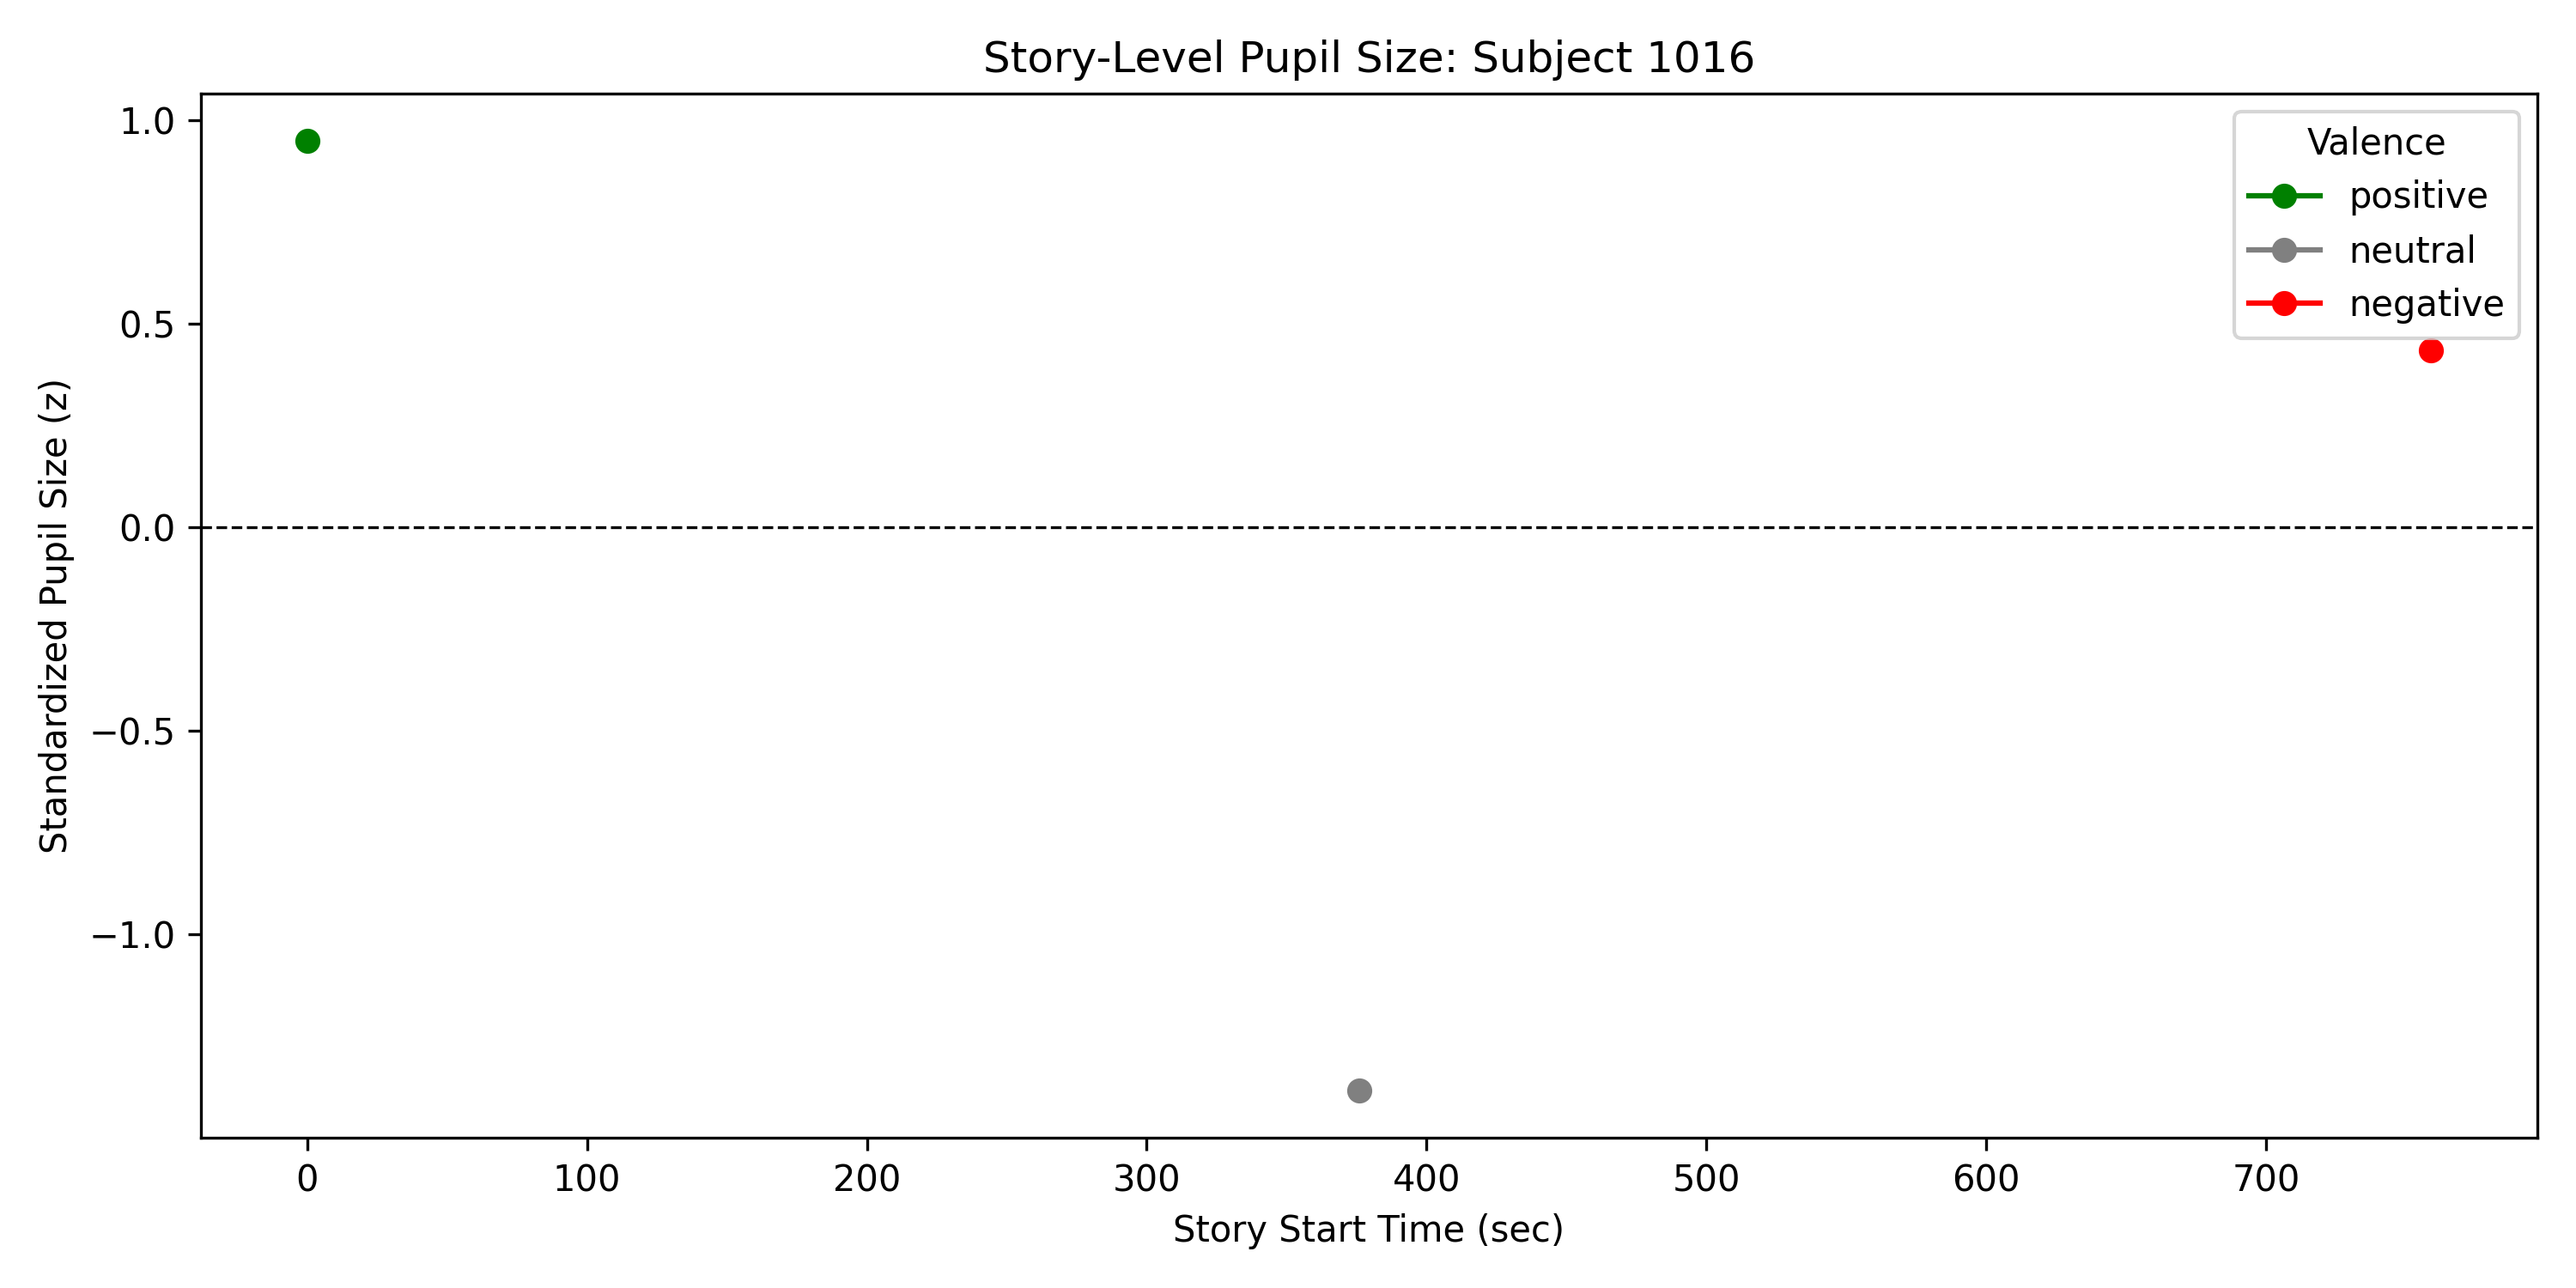 Story-Level Pupil Size: Subject 1016
Valence
positive
neutral
negative
Standardized Pupil Size (z)
1.0
0.5
0.0
−0.5
−1.0
0 100 200 300 400 500 600 700
Story Start Time (sec)